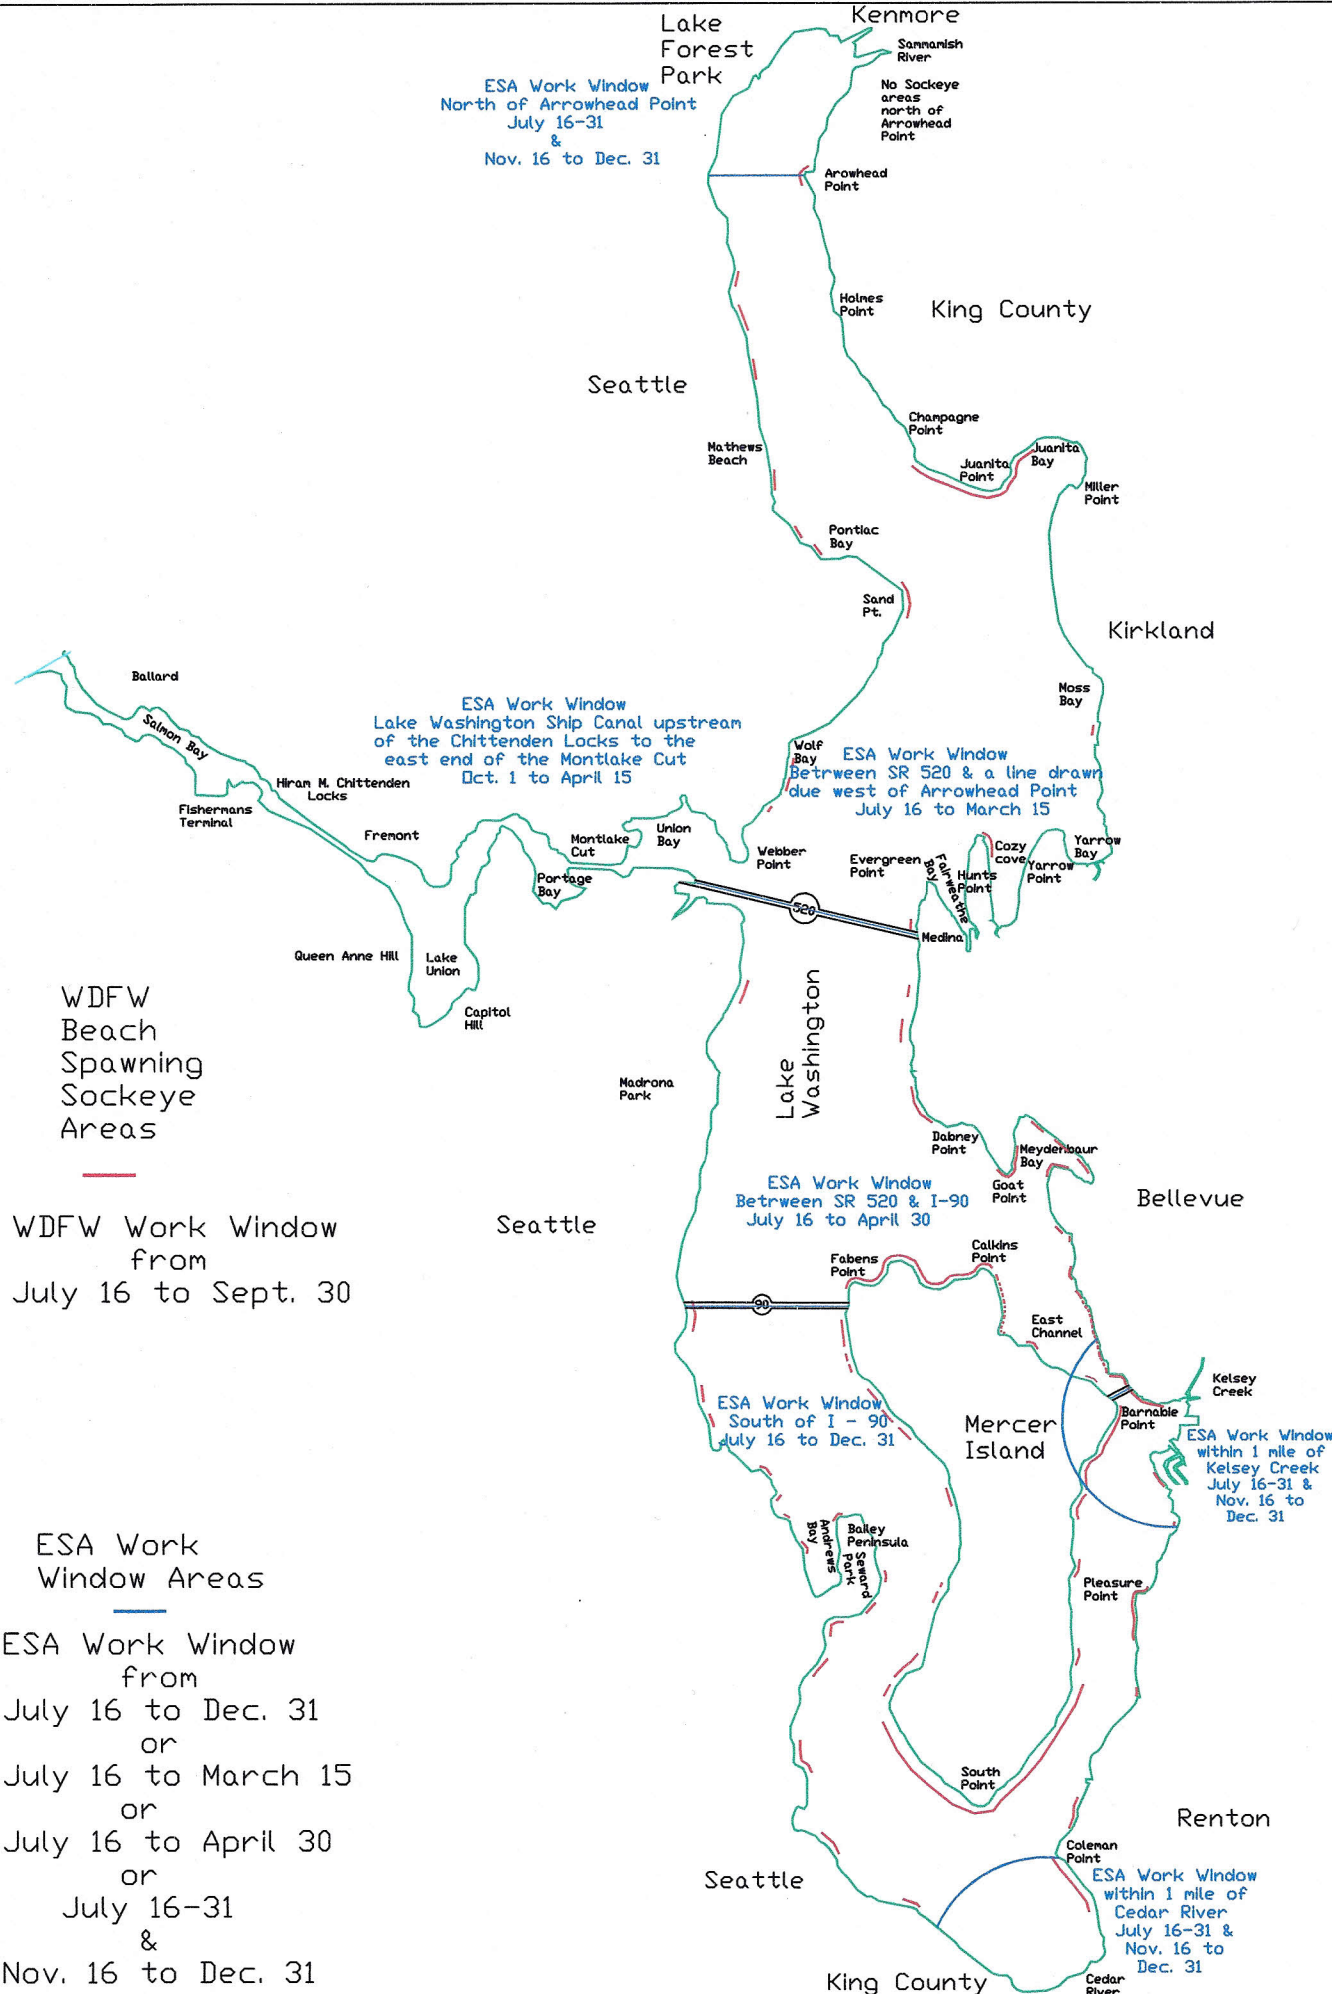 Lake
Forest
Park
Kenmore
Sammamish
River
No Sockeye
areas
north of
Arrowhead
Point
ESA Work Window
North of Arrowhead Point
July 16-31
&
Nov. 16 to Dec. 31
Arowhead
Point
Holmes
Point
King County
Seattle
Champagne
Point
Mathews
Beach
Juanita
Point
Juanita
Bay
Miller
Point
Pontiac
Bay
Sand
Pt.
Kirkland
Moss
Bay
Ballard
Salmon Bay
ESA Work Window
Lake Washington Ship Canal upstream
of the Chittenden Locks to the
east end of the Montlake Cut
Oct. 1 to April 15
Wolf
Bay
ESA Work Window
Betrween SR 520 & a line drawn
due west of Arrowhead Point
July 16 to March 15
Hiram M. Chittenden
Locks
Fishermans
Terminal
Fremont
Montlake
Cut
Union
Bay
Webber
Point
Evergreen
Point
Fairweathe
Bay
Hunts
Point
Cozy
cove
Yarrow
Point
Yarrow
Bay
Portage
Bay
520
Medina
Queen Anne Hill
Lake
Union
Capitol
Hill
WDFW
Beach
Spawning
Sockeye
Areas
Lake
Washington
Madrona
Park
Dabney
Point
Meydenbaur
Bay
Goat
Point
Bellevue
ESA Work Window
Betrween SR 520 & I-90
July 16 to April 30
WDFW Work Window
from
July 16 to Sept. 30
Seattle
Fabens
Point
Calkins
Point
90
East
Channel
Kelsey
Creek
ESA Work Window
South of I - 90
July 16 to Dec. 31
Mercer
Island
Barnabie
Point
ESA Work Window
within 1 mile of
Kelsey Creek
July 16-31 &
Nov. 16 to
Dec. 31
Andrews
Bay
Bailey
Peninsula
Seward
Park
Pleasure
Point
ESA Work
Window Areas
ESA Work Window
from
July 16 to Dec. 31
or
July 16 to March 15
or
July 16 to April 30
or
July 16-31
&
Nov. 16 to Dec. 31
South
Point
Renton
Coleman
Point
Seattle
ESA Work Window
within 1 mile of
Cedar River
July 16-31 &
Nov. 16 to
Dec. 31
King County
Cedar
River